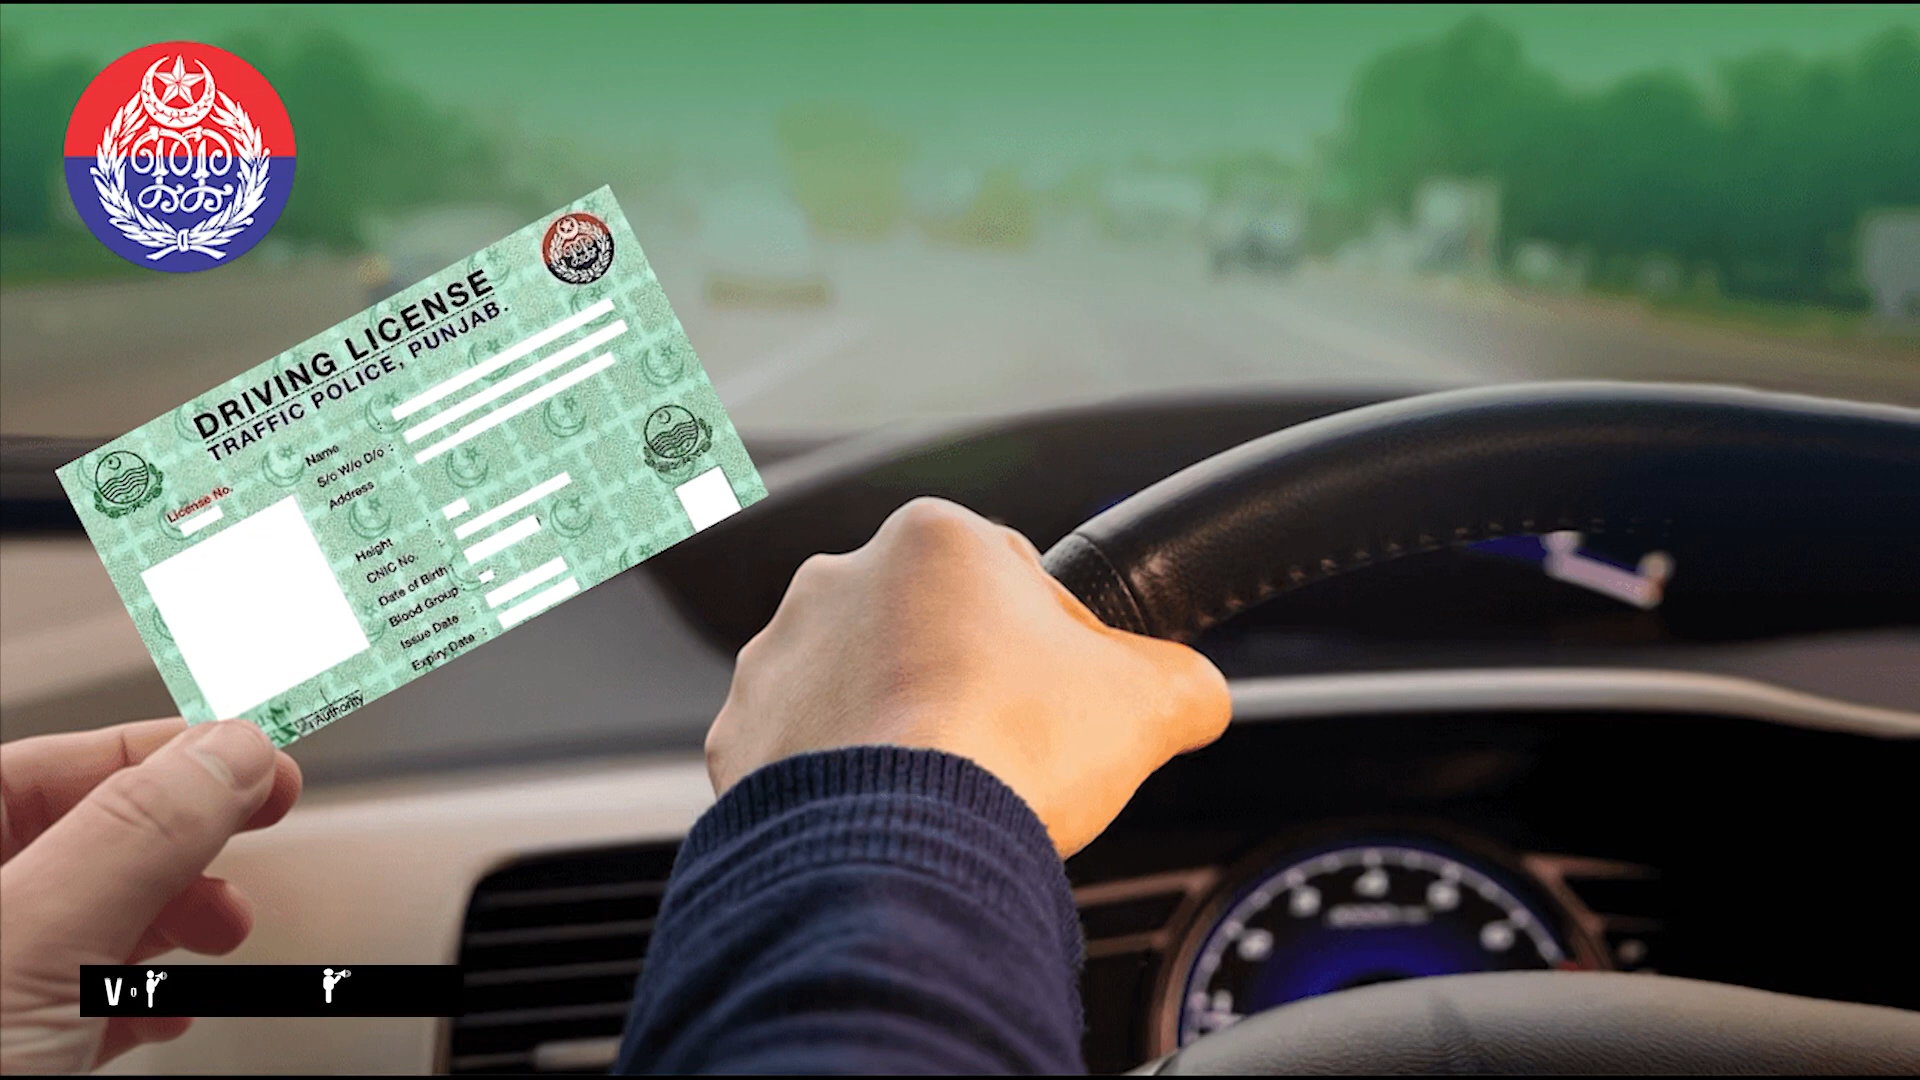 DRIVING LICENSE
TRAFFIC POLICE, PUNJAB.
License No.
Name :
S/o W/o D/o :
Address :
Height :
CNIC No.
Date of Birth :
Blood Group :
Issue Date
Expiry Date :
Authority
V